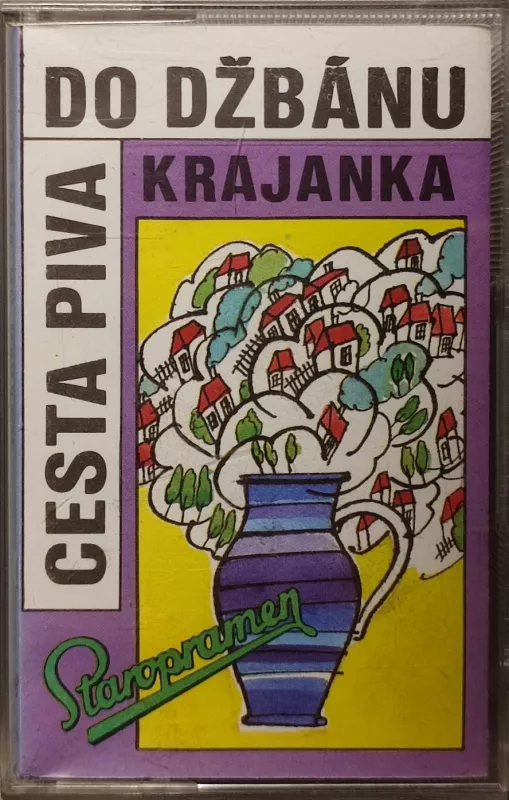 CESTA PIVA
DO DŽBÁNU
KRAJANKA
Staropramen